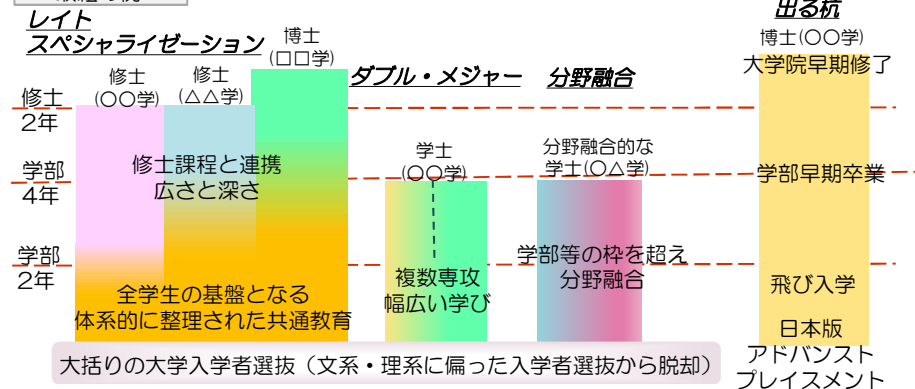 レイト
スペシャライゼーション
修士
(〇〇学)
修士
(△△学)
博士
(□□学)
ダブル・メジャー
分野融合
出る杭
博士(〇〇学)
大学院早期修了
修士
2年
修士課程と連携
広さと深さ
学士
(〇〇学)
分野融合的な
学士(〇△学)
学部
4年
学部早期卒業
学部
2年
全学生の基盤となる
体系的に整理された共通教育
複数専攻
幅広い学び
学部等の枠を超え
分野融合
飛び入学
日本版
アドバンスト
プレイスメント
大括りの大学入学者選抜（文系・理系に偏った入学者選抜から脱却）